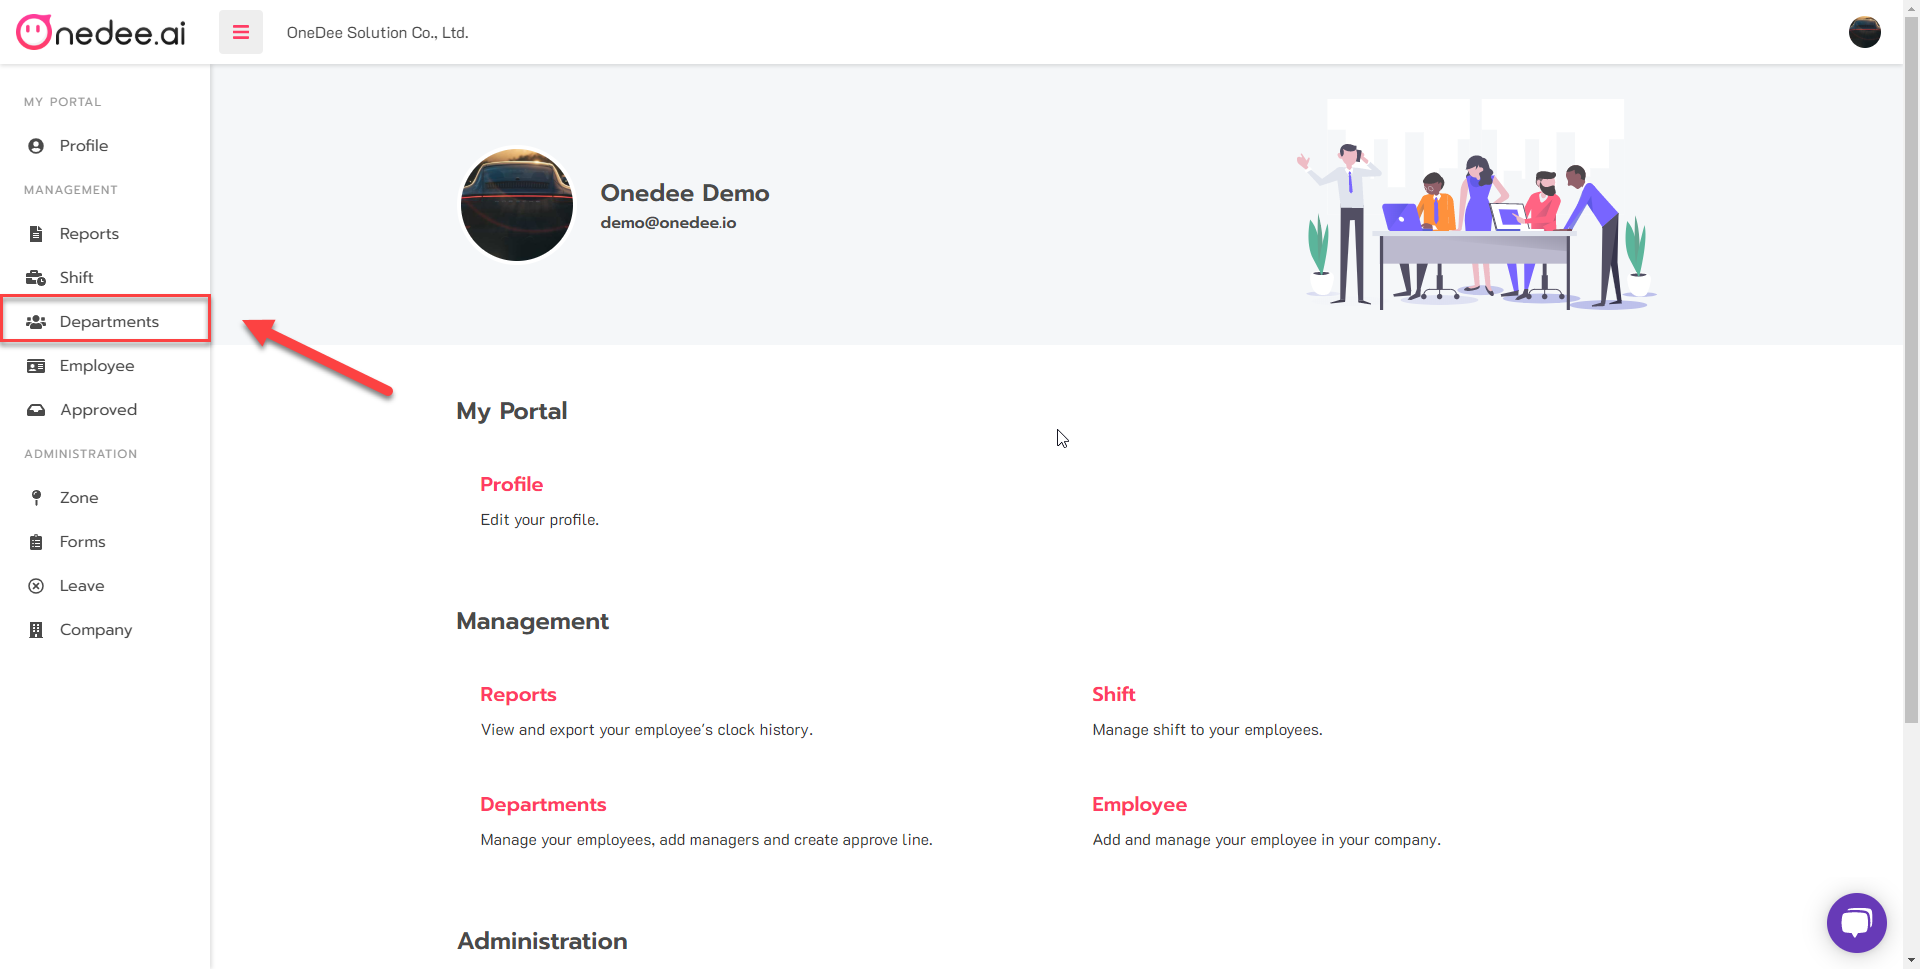 Onedee.ai
OneDee Solution Co., Ltd.
MY PORTAL
Profile
MANAGEMENT
Reports
Shift
Departments
Employee
Approved
ADMINISTRATION
Zone
Forms
Leave
Company
Onedee Demo
demo@onedee.io
My Portal
Profile
Edit your profile.
Management
Reports
View and export your employee's clock history.
Shift
Manage shift to your employees.
Departments
Manage your employees, add managers and create approve line.
Employee
Add and manage your employee in your company.
Administration